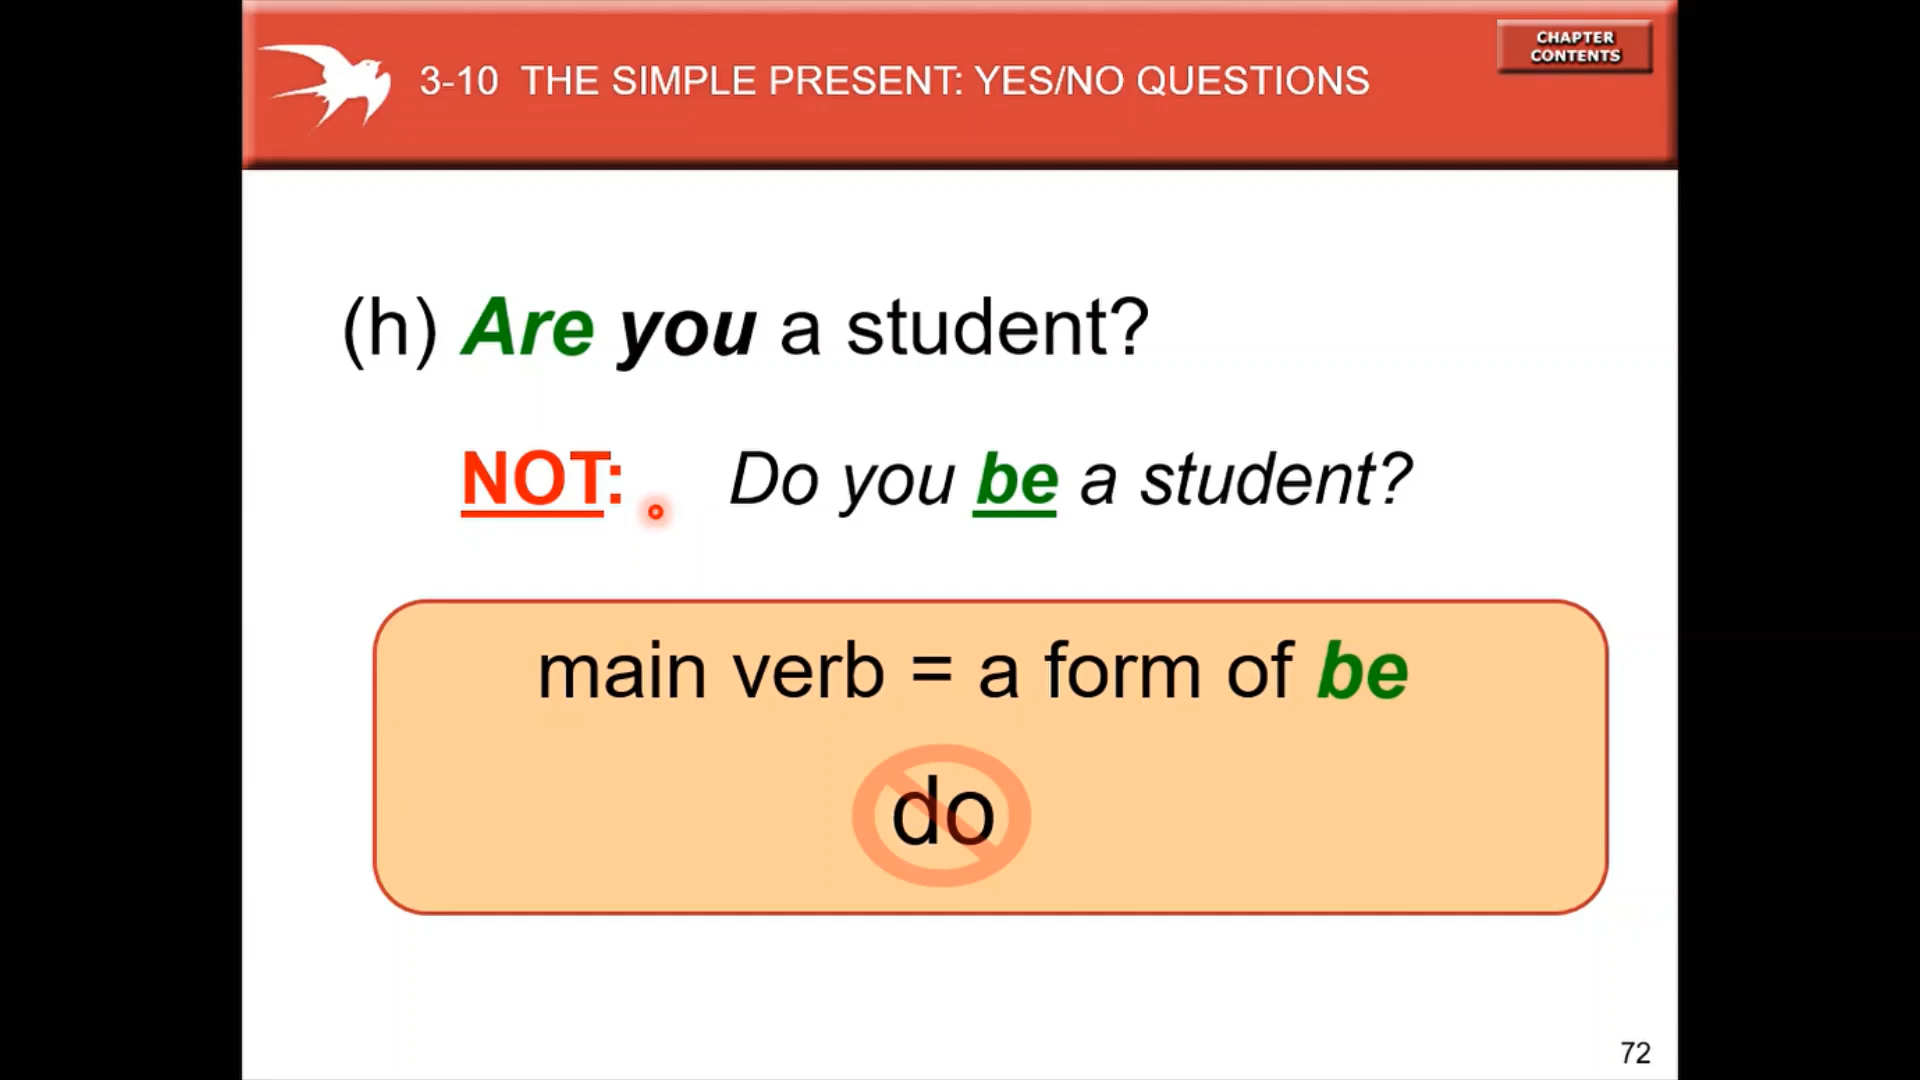 CHAPTER
CONTENTS
3-10 THE SIMPLE PRESENT: YES/NO QUESTIONS
(h) Are you a student?
NOT: Do you be a student?
main verb = a form of be
do
72